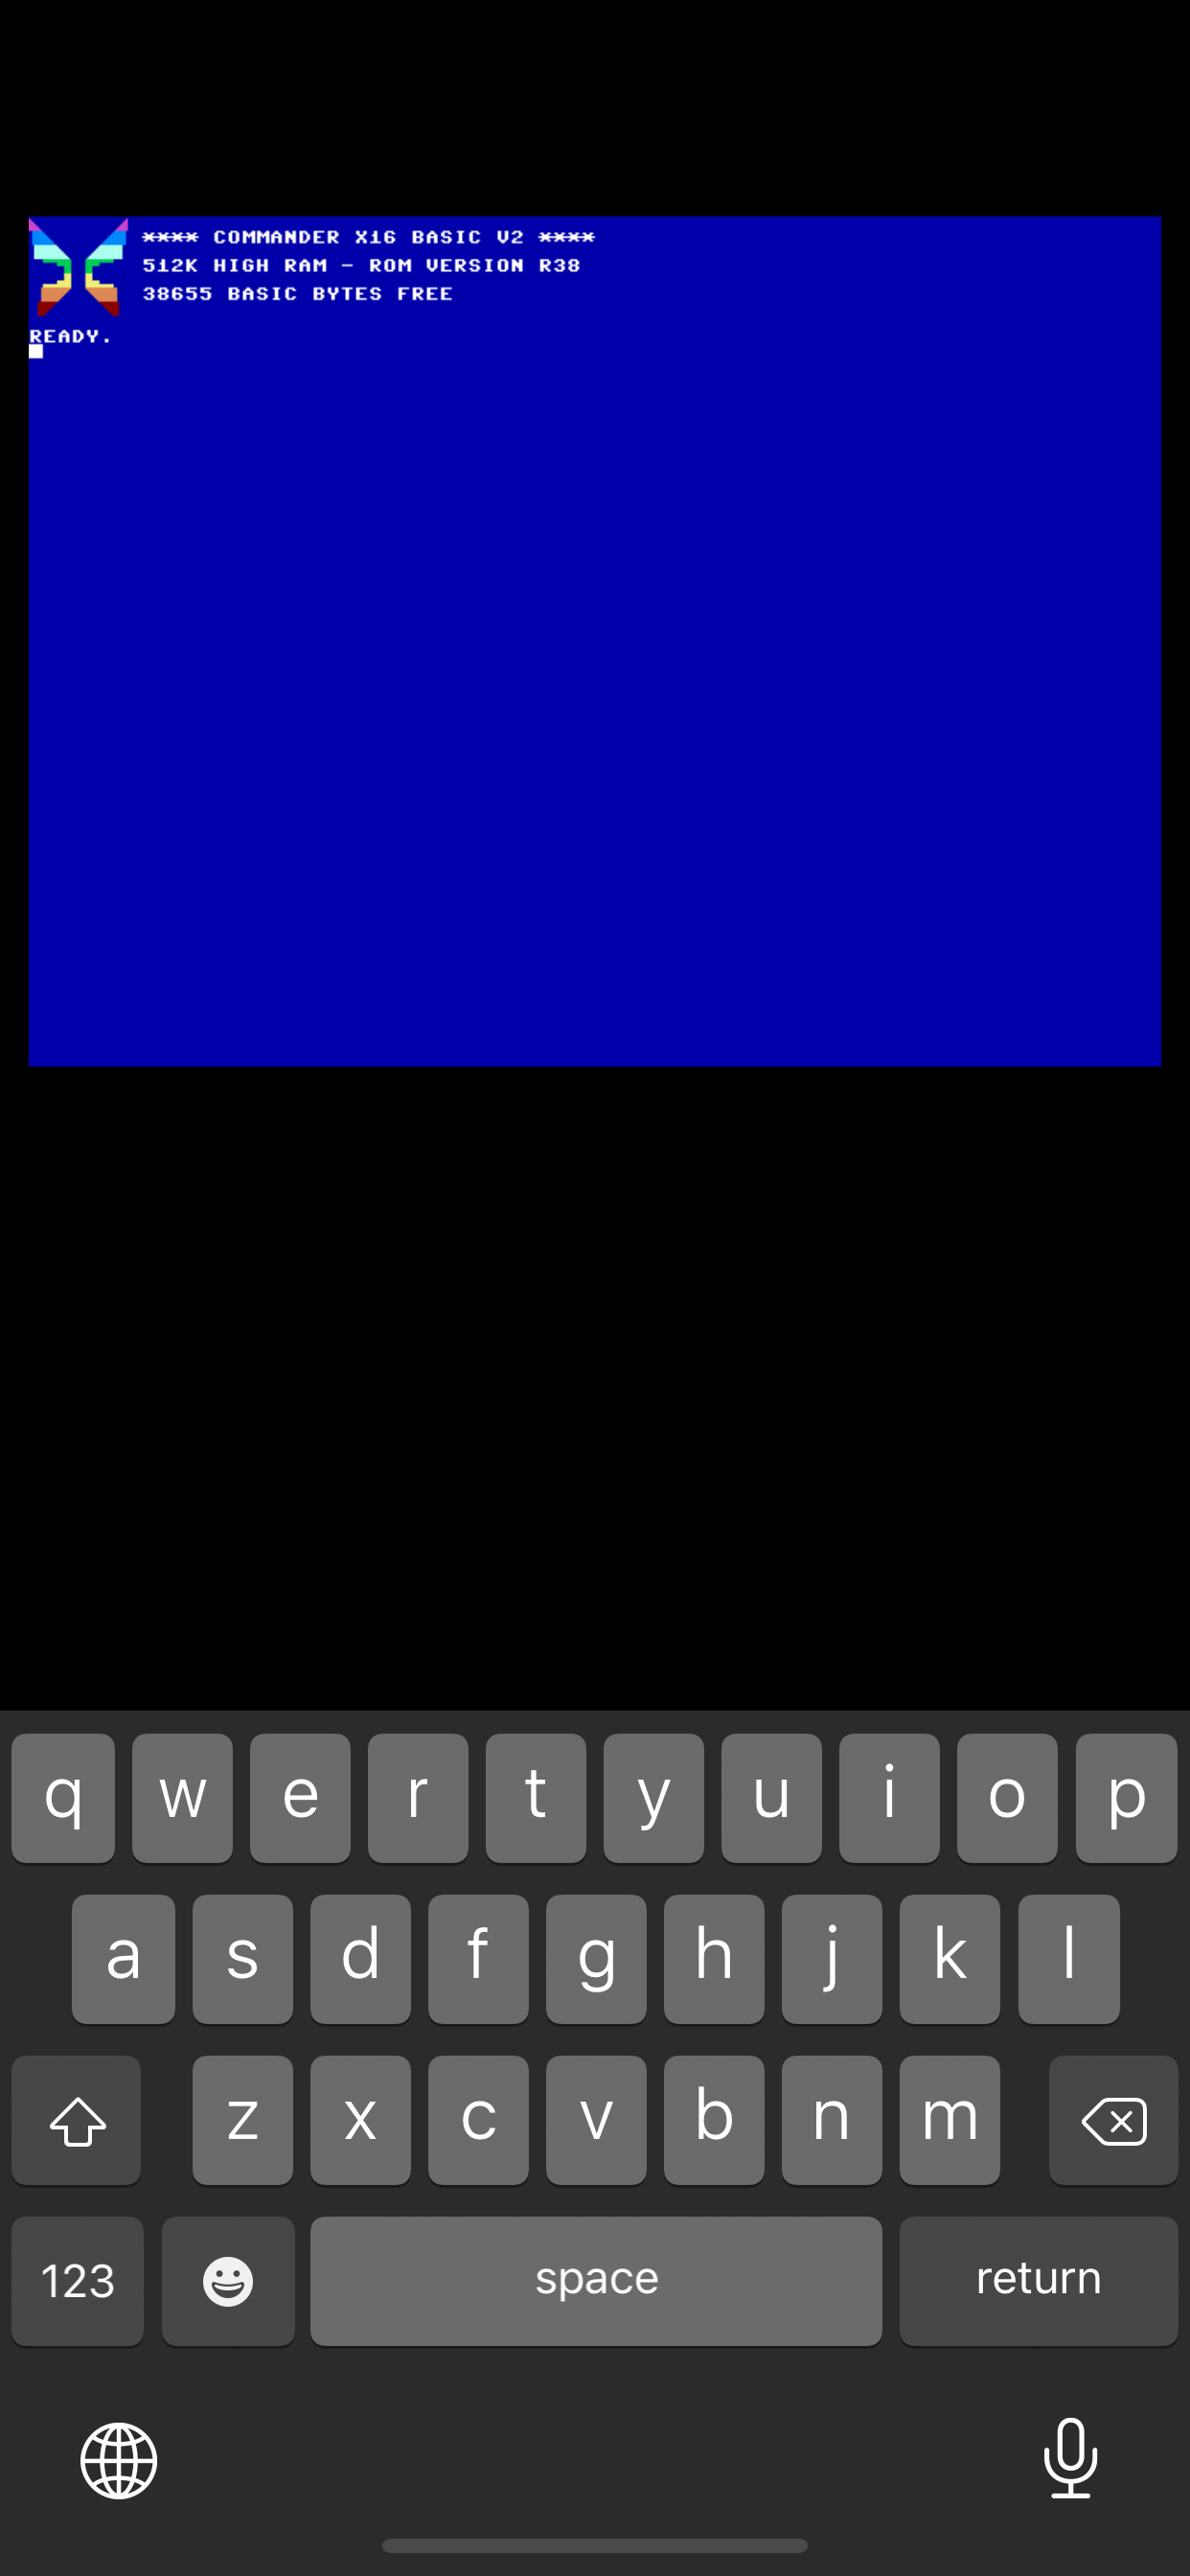 **** COMMANDER X16 BASIC V2 ****
512K HIGH RAM - ROM VERSION R38
38655 BASIC BYTES FREE
READY.
q w e r t y u i o p
a s d f g h j k l
z x c v b n m
123 space return